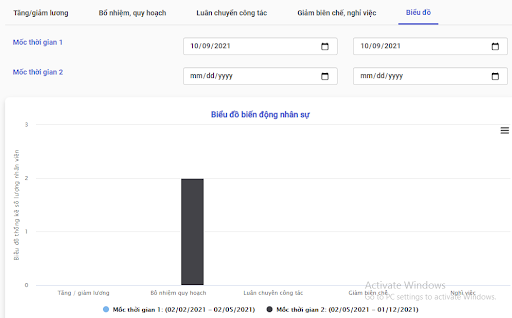 Tăng/giảm lương Bổ nhiệm, quy hoạch Luân chuyển công tác Giảm biên chế, nghỉ việc Biểu đồ
Mốc thời gian 1 10/09/2021 10/09/2021
Mốc thời gian 2 mm/dd/yyyy mm/dd/yyyy
Biểu đồ biến động nhân sự
3
2
1
0
Biểu đồ thống kê số lượng nhân viên
Tăng / giảm lương Bổ nhiệm quy hoạch Luân chuyển công tác Giảm biên chế Nghỉ việc
Mốc thời gian 1: (02/02/2021 - 02/05/2021) Mốc thời gian 2: (02/05/2021 - 01/12/2021)
Activate Windows
Go to PC settings to activate Windows.